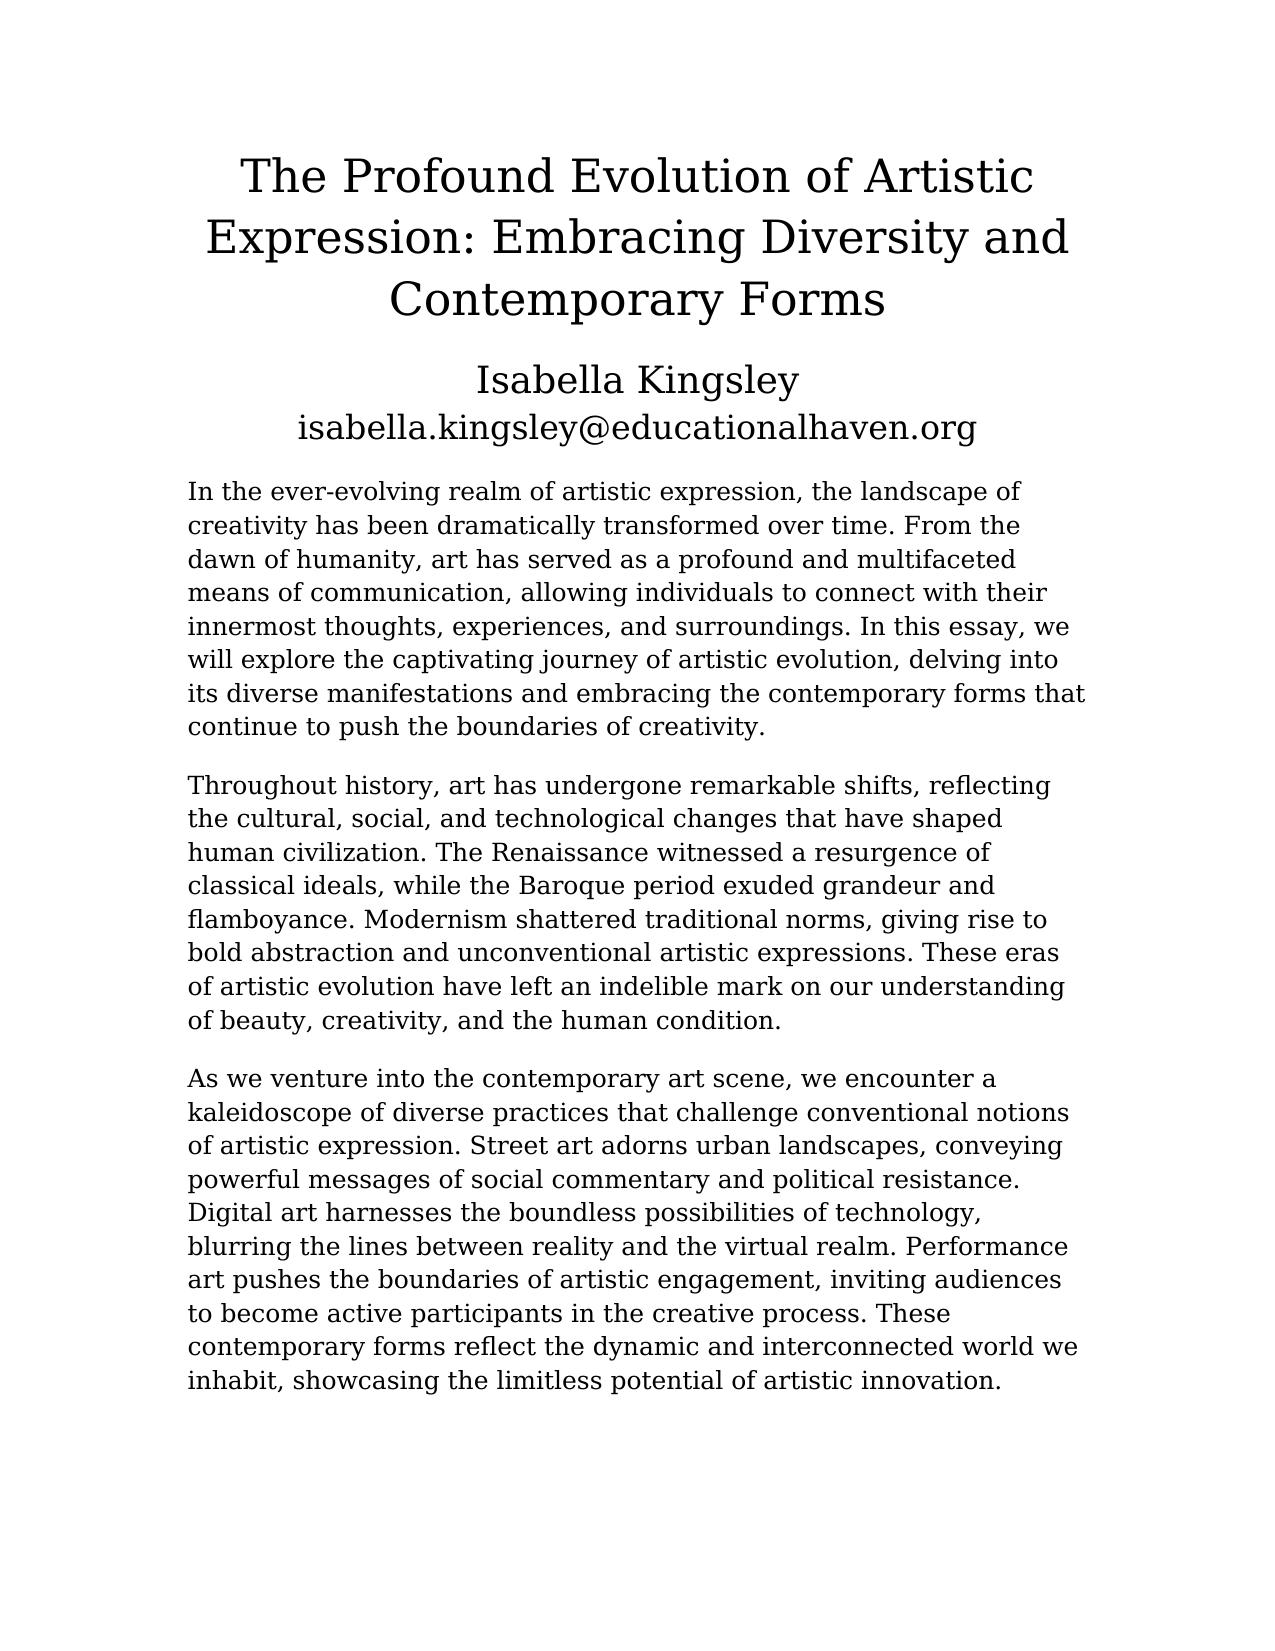 The Profound Evolution of Artistic
Expression: Embracing Diversity and
Contemporary Forms
Isabella Kingsley
isabella.kingsley@educationalhaven.org
In the ever-evolving realm of artistic expression, the landscape of
creativity has been dramatically transformed over time. From the
dawn of humanity, art has served as a profound and multifaceted
means of communication, allowing individuals to connect with their
innermost thoughts, experiences, and surroundings. In this essay, we
will explore the captivating journey of artistic evolution, delving into
its diverse manifestations and embracing the contemporary forms that
continue to push the boundaries of creativity.
Throughout history, art has undergone remarkable shifts, reflecting
the cultural, social, and technological changes that have shaped
human civilization. The Renaissance witnessed a resurgence of
classical ideals, while the Baroque period exuded grandeur and
flamboyance. Modernism shattered traditional norms, giving rise to
bold abstraction and unconventional artistic expressions. These eras
of artistic evolution have left an indelible mark on our understanding
of beauty, creativity, and the human condition.
As we venture into the contemporary art scene, we encounter a
kaleidoscope of diverse practices that challenge conventional notions
of artistic expression. Street art adorns urban landscapes, conveying
powerful messages of social commentary and political resistance.
Digital art harnesses the boundless possibilities of technology,
blurring the lines between reality and the virtual realm. Performance
art pushes the boundaries of artistic engagement, inviting audiences
to become active participants in the creative process. These
contemporary forms reflect the dynamic and interconnected world we
inhabit, showcasing the limitless potential of artistic innovation.